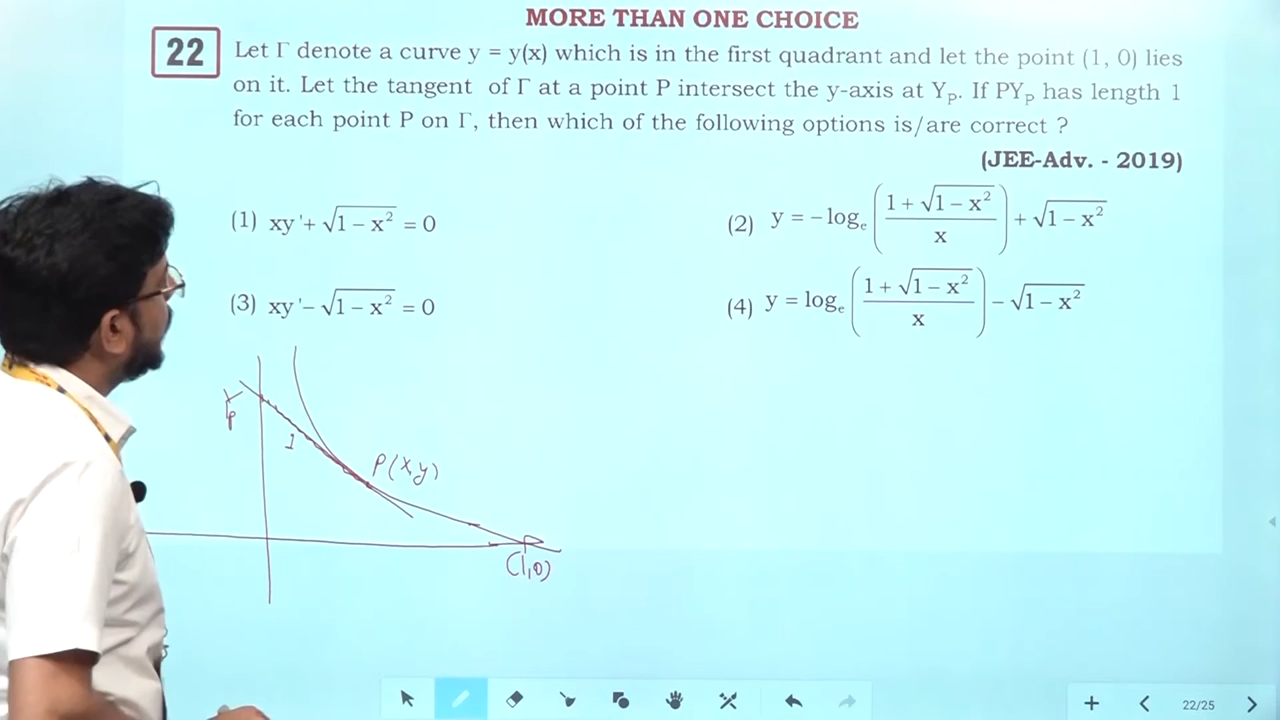 MORE THAN ONE CHOICE
22 Let Γ denote a curve y = y(x) which is in the first quadrant and let the point (1, 0) lies
on it. Let the tangent of Γ at a point P intersect the y-axis at Yₚ. If PYₚ has length 1
for each point P on Γ, then which of the following options is/are correct ?
(JEE-Adv. - 2019)
(1) xy' + √(1 – x²) = 0
(2) y = – logₑ((1 + √(1 – x²))/x) + √(1 – x²)
(3) xy' – √(1 – x²) = 0
(4) y = logₑ((1 + √(1 – x²))/x) – √(1 – x²)
Yₚ
1
P(x,y)
(1,0)
22/25